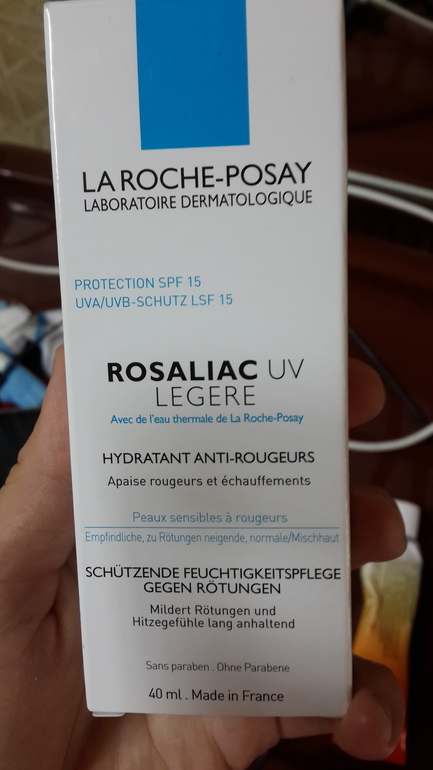 LA ROCHE-POSAY
LABORATOIRE DERMATOLOGIQUE
PROTECTION SPF 15
UVA/UVB-SCHUTZ LSF 15
ROSALIAC UV
LEGERE
Avec de l'eau thermale de La Roche-Posay
HYDRATANT ANTI-ROUGEURS
Apaise rougeurs et échauffements
Peaux sensibles à rougeurs
Empfindliche, zu Rötungen neigende, normale/Mischhaut
SCHÜTZENDE FEUCHTIGKEITSPFLEGE
GEGEN RÖTUNGEN
Mildert Rötungen und
Hitzegefühle lang anhaltend
Sans paraben . Ohne Parabene
40 ml . Made in France